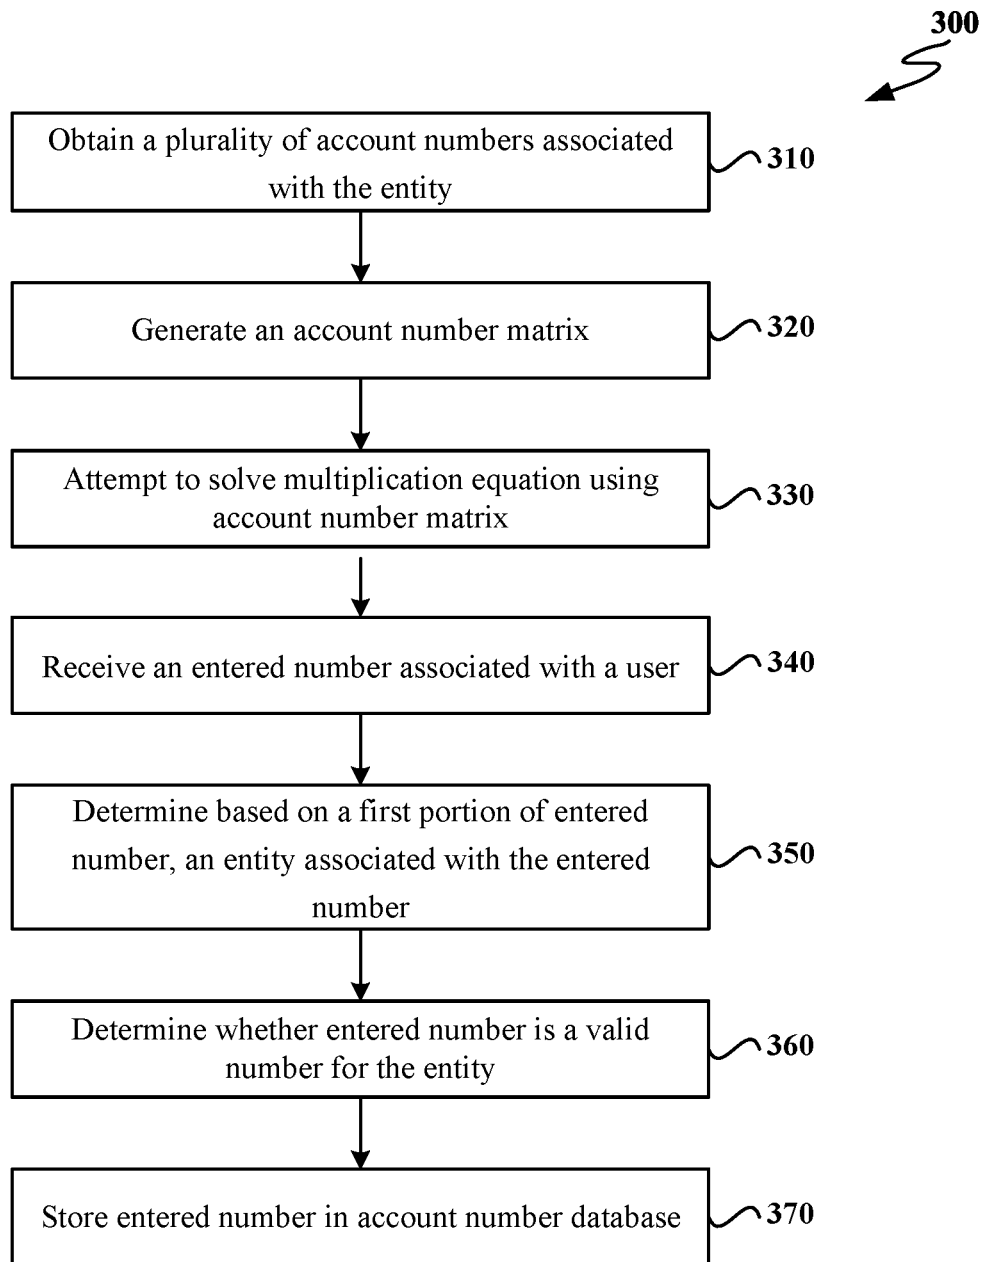 300
Obtain a plurality of account numbers associated
with the entity
310
Generate an account number matrix
320
Attempt to solve multiplication equation using
account number matrix
330
Receive an entered number associated with a user
340
Determine based on a first portion of entered
number, an entity associated with the entered
number
350
Determine whether entered number is a valid
number for the entity
360
Store entered number in account number database
370